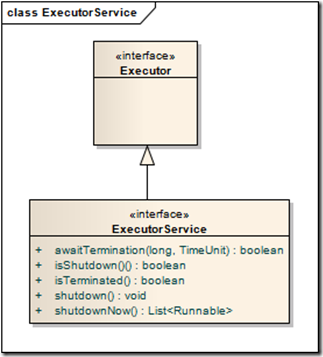 class ExecutorService
«interface»
Executor
«interface»
ExecutorService
+ awaitTermination(long, TimeUnit) : boolean
+ isShutdown()() : boolean
+ isTerminated() : boolean
+ shutdown() : void
+ shutdownNow() : List<Runnable>